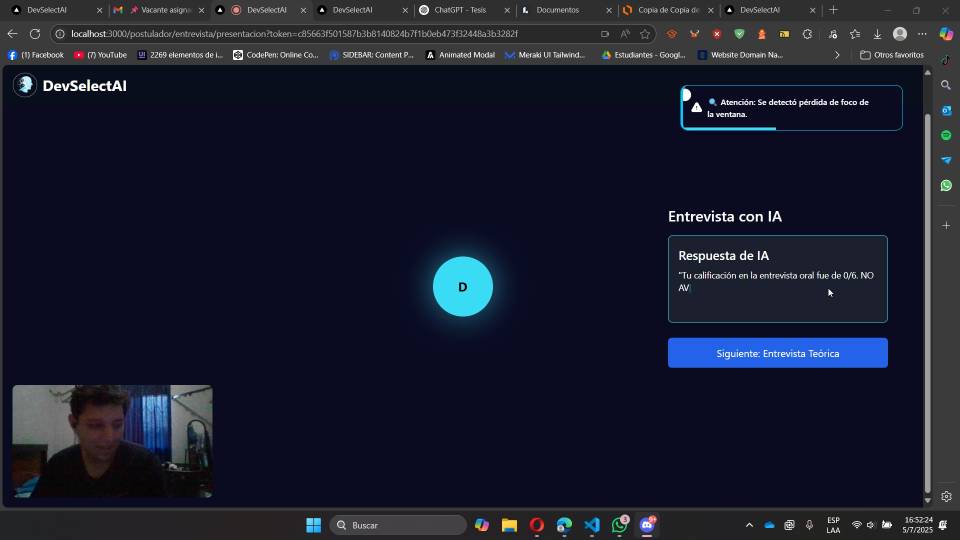 DevSelectAI
Vacante asigna
DevSelectAI
DevSelectAI
ChatGPT - Tesis
Documentos
Copia de Copia de
DevSelectAI
localhost:3000/postulador/entrevista/presentacion?token=c85663f501587b3b8140824b7f1b0eb473f32448a3b3282f
(1) Facebook
(7) YouTube
2269 elementos de i...
CodePen: Online Co...
SIDEBAR: Content P...
Animated Modal
Meraki UI Tailwind...
Estudiantes - Googl...
Website Domain Na...
Otros favoritos
DevSelectAI
Atención: Se detectó pérdida de foco de
la ventana.
Entrevista con IA
Respuesta de IA
"Tu calificación en la entrevista oral fue de 0/6. NO
AV
D
Siguiente: Entrevista Teórica
Buscar
ESP
LAA
16:52:24
5/7/2025